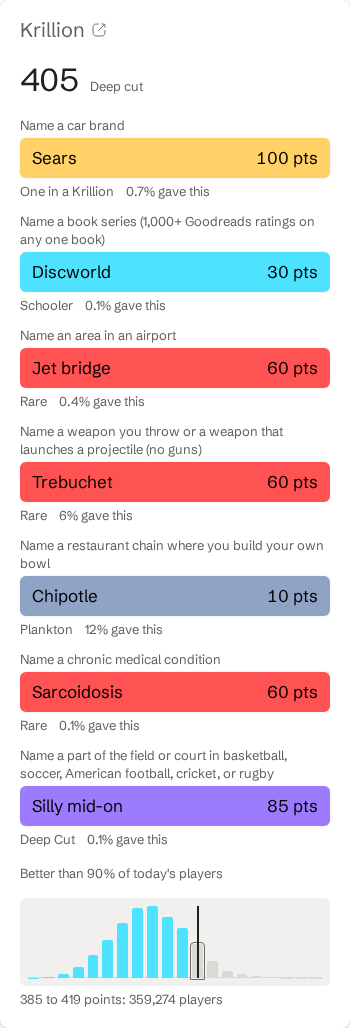 Krillion
405 Deep cut
Name a car brand
Sears 100 pts
One in a Krillion 0.7% gave this
Name a book series (1,000+ Goodreads ratings on
any one book)
Discworld 30 pts
Schooler 0.1% gave this
Name an area in an airport
Jet bridge 60 pts
Rare 0.4% gave this
Name a weapon you throw or a weapon that
launches a projectile (no guns)
Trebuchet 60 pts
Rare 6% gave this
Name a restaurant chain where you build your own
bowl
Chipotle 10 pts
Plankton 12% gave this
Name a chronic medical condition
Sarcoidosis 60 pts
Rare 0.1% gave this
Name a part of the field or court in basketball,
soccer, American football, cricket, or rugby
Silly mid-on 85 pts
Deep Cut 0.1% gave this
Better than 90% of today's players
385 to 419 points: 359,274 players